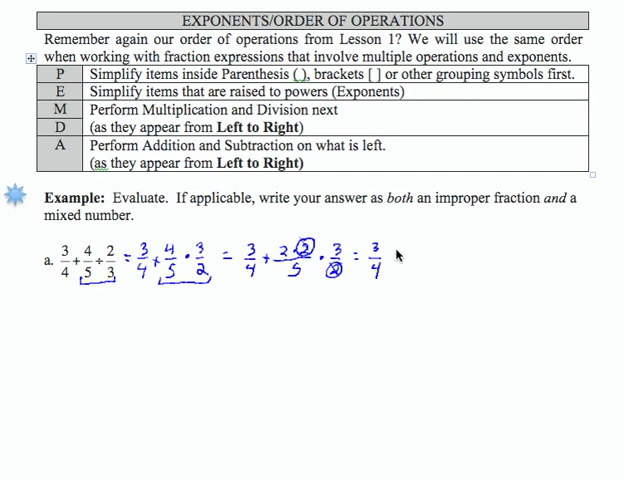 EXPONENTS/ORDER OF OPERATIONS
Remember again our order of operations from Lesson 1? We will use the same order
when working with fraction expressions that involve multiple operations and exponents.
P Simplify items inside Parenthesis ( ), brackets [ ] or other grouping symbols first.
E Simplify items that are raised to powers (Exponents)
M Perform Multiplication and Division next
D (as they appear from Left to Right)
A Perform Addition and Subtraction on what is left.
(as they appear from Left to Right)
Example: Evaluate. If applicable, write your answer as both an improper fraction and a
mixed number.
a. 3/4 + 4/5 ÷ 2/3 = 3/4 + 4/5 · 3/2 = 3/4 + 2·2/5 · 3/2 = 3/4